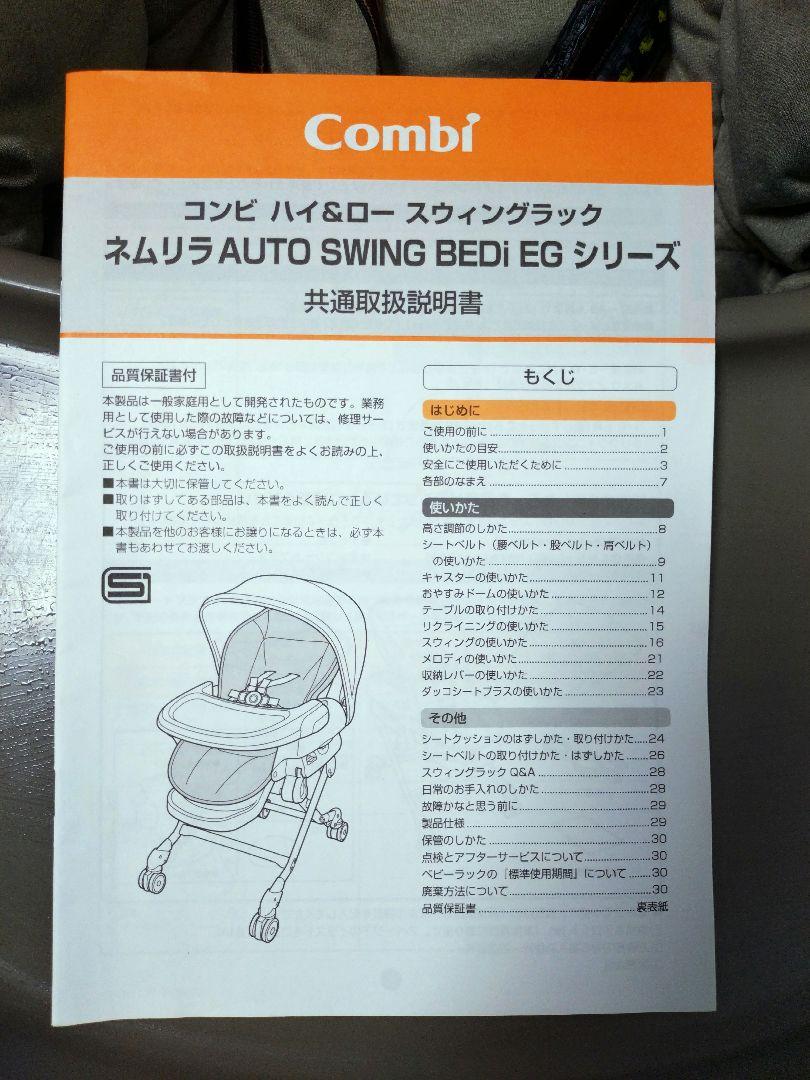 Combi
コンビ ハイ&ロー スウィングラック
ネムリラ AUTO SWING BEDi EG シリーズ
共通取扱説明書
品質保証書付
本製品は一般家庭用として開発されたものです。業務
用として使用した際の故障などについては、修理サー
ビスが行えない場合があります。
ご使用の前に必ずこの取扱説明書をよくお読みの上、
正しくご使用ください。
■本書は大切に保管してください。
■取りはずしてある部品は、本書をよく読んで正しく
取り付けてください。
■本製品を他のお客様にお譲りになるときは、必ず本
書もあわせてお渡しください。
もくじ
はじめに
ご使用の前に 1
使いかたの目安 2
安全にご使用いただくために 3
各部のなまえ 7
使いかた
高さ調節のしかた 8
シートベルト(腰ベルト・股ベルト・肩ベルト)
の使いかた 9
キャスターの使いかた 11
おやすみドームの使いかた 12
テーブルの取り付けかた 14
リクライニングの使いかた 15
スウィングの使いかた 16
メロディの使いかた 21
収納レバーの使いかた 22
ダッコシートプラスの使いかた 23
その他
シートクッションのはずしかた・取り付けかた 24
シートベルトの取り付けかた・はずしかた 26
スウィングラック Q&A 28
日常のお手入れのしかた 28
故障かなと思う前に 29
製品仕様 29
保管のしかた 30
点検とアフターサービスについて 30
ベビーラックの「標準使用期間」について 30
廃棄方法について 30
品質保証書 裏表紙